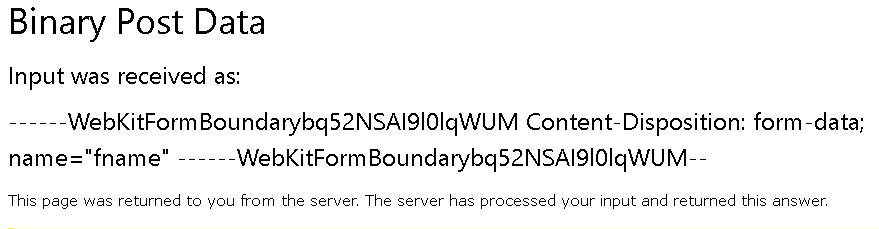 Binary Post Data
Input was received as:
------WebKitFormBoundarybq52NSAI9l0lqWUM Content-Disposition: form-data;
name="fname" ------WebKitFormBoundarybq52NSAI9l0lqWUM--
This page was returned to you from the server. The server has processed your input and returned this answer.